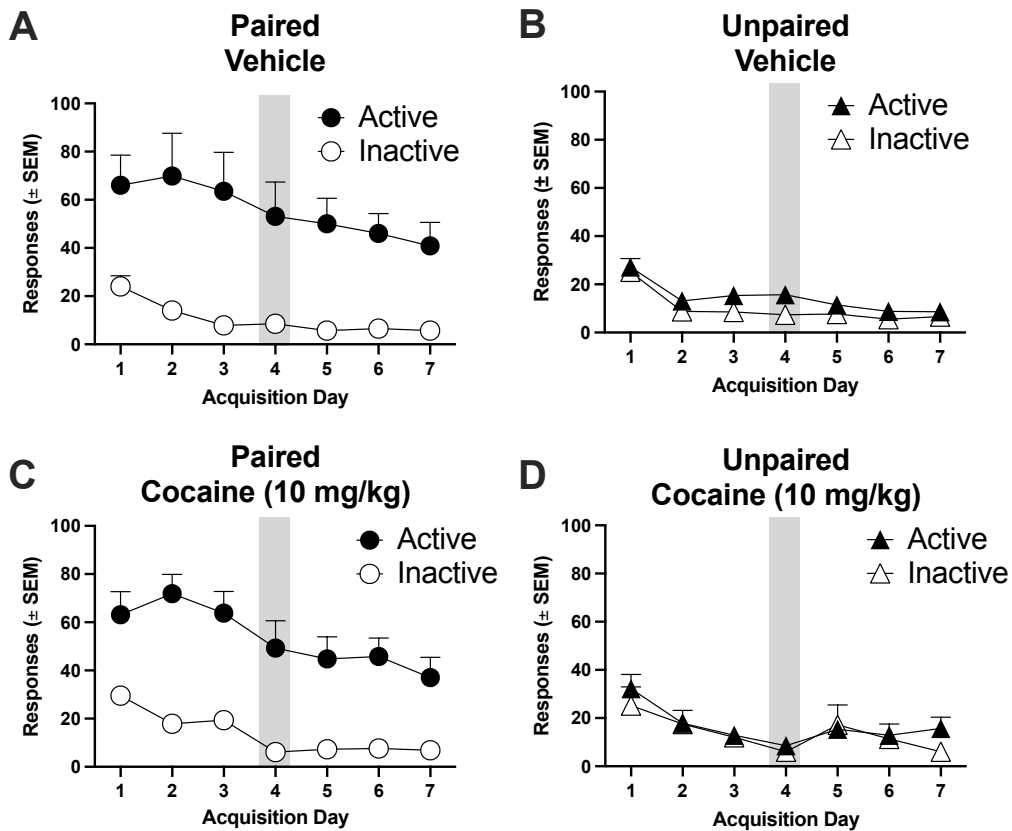 A
Paired
Vehicle
100
80
60
40
20
0
Responses (± SEM)
Active
Inactive
1 2 3 4 5 6 7
Acquisition Day
B
Unpaired
Vehicle
100
80
60
40
20
0
Responses (± SEM)
Active
Inactive
1 2 3 4 5 6 7
Acquisition Day
C
Paired
Cocaine (10 mg/kg)
100
80
60
40
20
0
Responses (± SEM)
Active
Inactive
1 2 3 4 5 6 7
Acquisition Day
D
Unpaired
Cocaine (10 mg/kg)
100
80
60
40
20
0
Responses (± SEM)
Active
Inactive
1 2 3 4 5 6 7
Acquisition Day